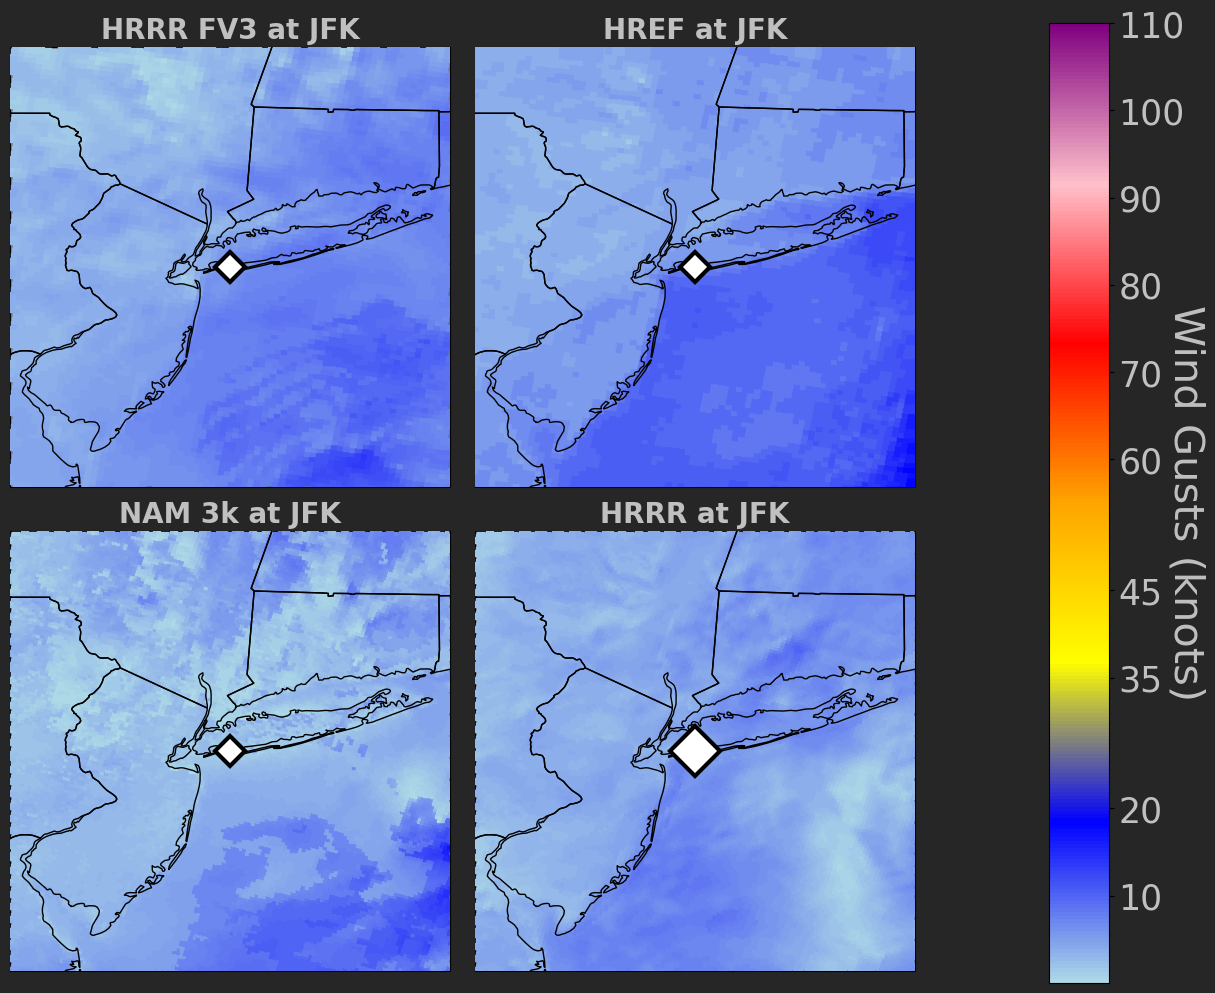 HRRR FV3 at JFK
HREF at JFK
NAM 3k at JFK
HRRR at JFK
110
100
90
80
70
60
45
35
20
10
Wind Gusts (knots)